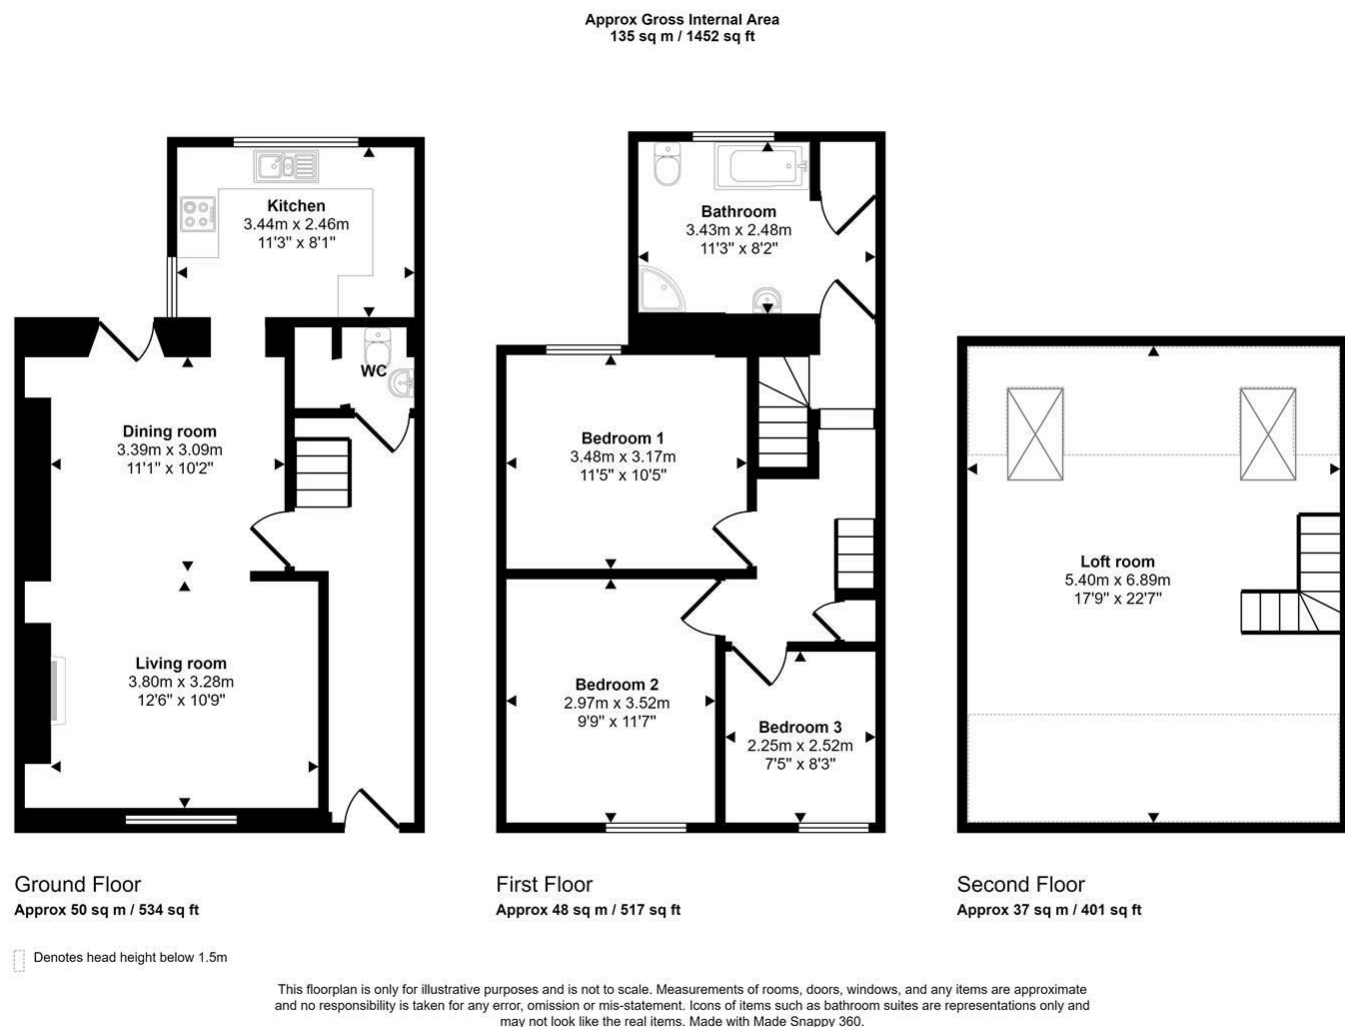 Approx Gross Internal Area
135 sq m / 1452 sq ft
Kitchen
3.44m x 2.46m
11'3" x 8'1"
WC
Dining room
3.39m x 3.09m
11'1" x 10'2"
Living room
3.80m x 3.28m
12'6" x 10'9"
Bathroom
3.43m x 2.48m
11'3" x 8'2"
Bedroom 1
3.48m x 3.17m
11'5" x 10'5"
Bedroom 2
2.97m x 3.52m
9'9" x 11'7"
Bedroom 3
2.25m x 2.52m
7'5" x 8'3"
Loft room
5.40m x 6.89m
17'9" x 22'7"
Ground Floor
Approx 50 sq m / 534 sq ft
First Floor
Approx 48 sq m / 517 sq ft
Second Floor
Approx 37 sq m / 401 sq ft
Denotes head height below 1.5m
This floorplan is only for illustrative purposes and is not to scale. Measurements of rooms, doors, windows, and any items are approximate
and no responsibility is taken for any error, omission or mis-statement. Icons of items such as bathroom suites are representations only and
may not look like the real items. Made with Made Snappy 360.